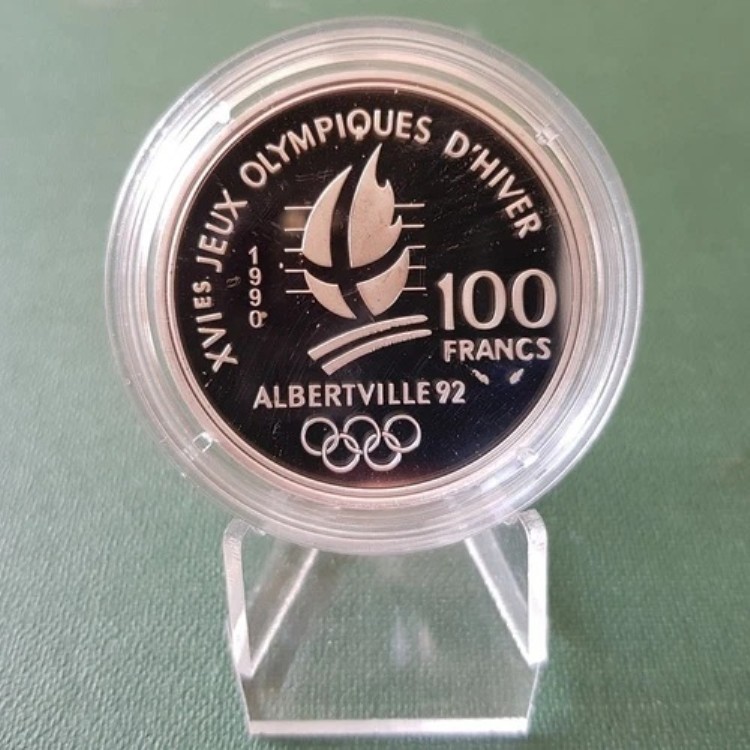 XVIES JEUX OLYMPIQUES D'HIVER
1990
100
FRANCS
ALBERTVILLE 92